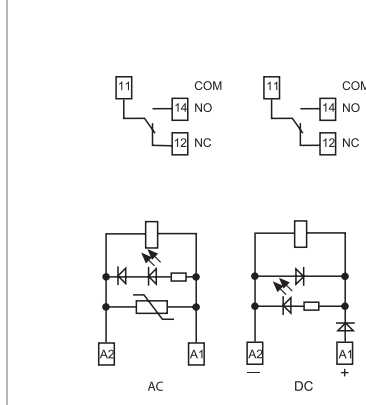 11 COM 11 COM
14 NO 14 NO
12 NC 12 NC
A2 A1 A2 A1
— +
AC DC